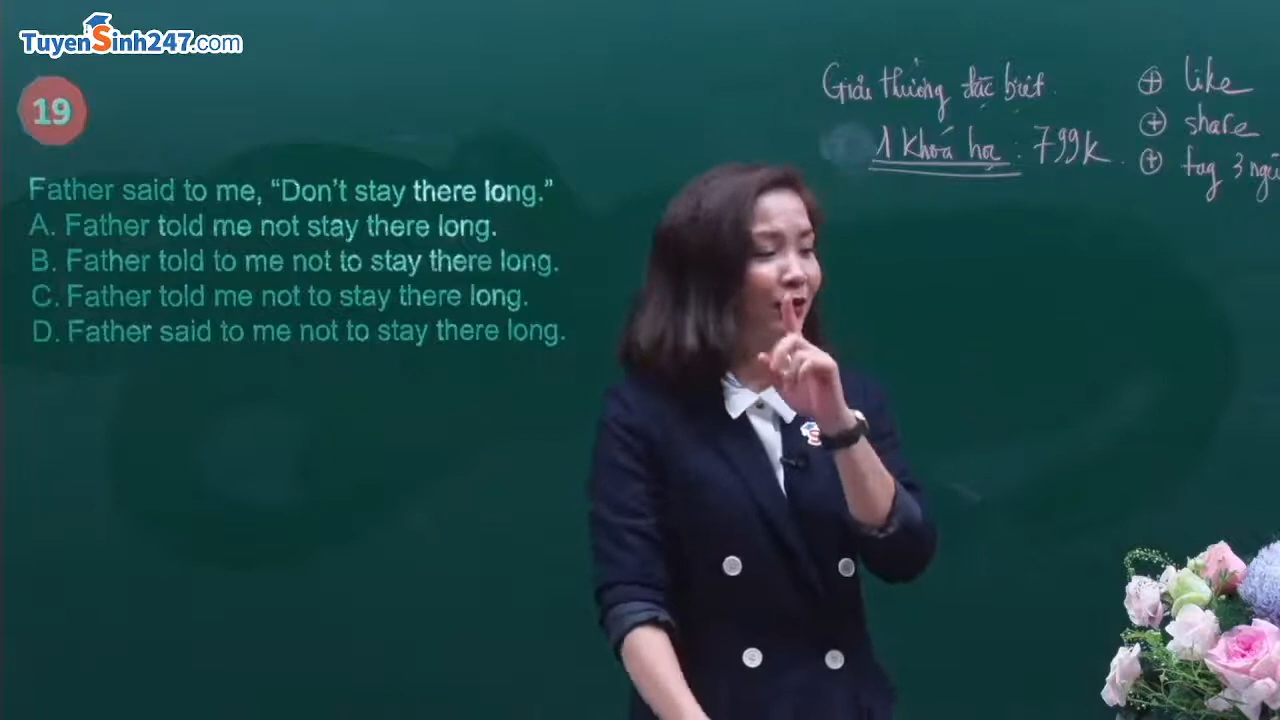 TuyenSinh247.com
19
Father said to me, “Don’t stay there long.”
A. Father told me not stay there long.
B. Father told to me not to stay there long.
C. Father told me not to stay there long.
D. Father said to me not to stay there long.
Giải thưởng đặc biệt
1 khoá học : 799k
+ like
+ share
+ tag 3